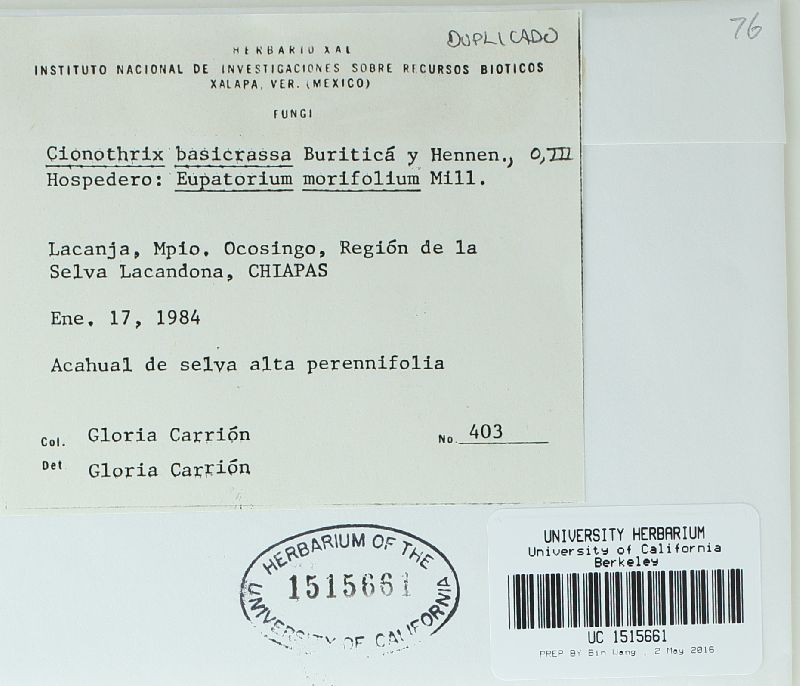 76
DUPLICADO
HERBARIO XAL
INSTITUTO NACIONAL DE INVESTIGACIONES SOBRE RECURSOS BIOTICOS
XALAPA, VER. (MEXICO)
FUNGI
Cionothrix basicrassa Buriticá y Hennen., O,III
Hospedero: Eupatorium morifolium Mill.
Lacanja, Mpio. Ocosingo, Región de la
Selva Lacandona, CHIAPAS
Ene. 17, 1984
Acahual de selva alta perennifolia
Col. Gloria Carrión No. 403
Det Gloria Carrión
HERBARIUM OF THE
1515661
UNIVERSITY OF CALIFORNIA
UNIVERSITY HERBARIUM
University of California
Berkeley
UC 1515661
PREP BY Bin Wang , 2 May 2016